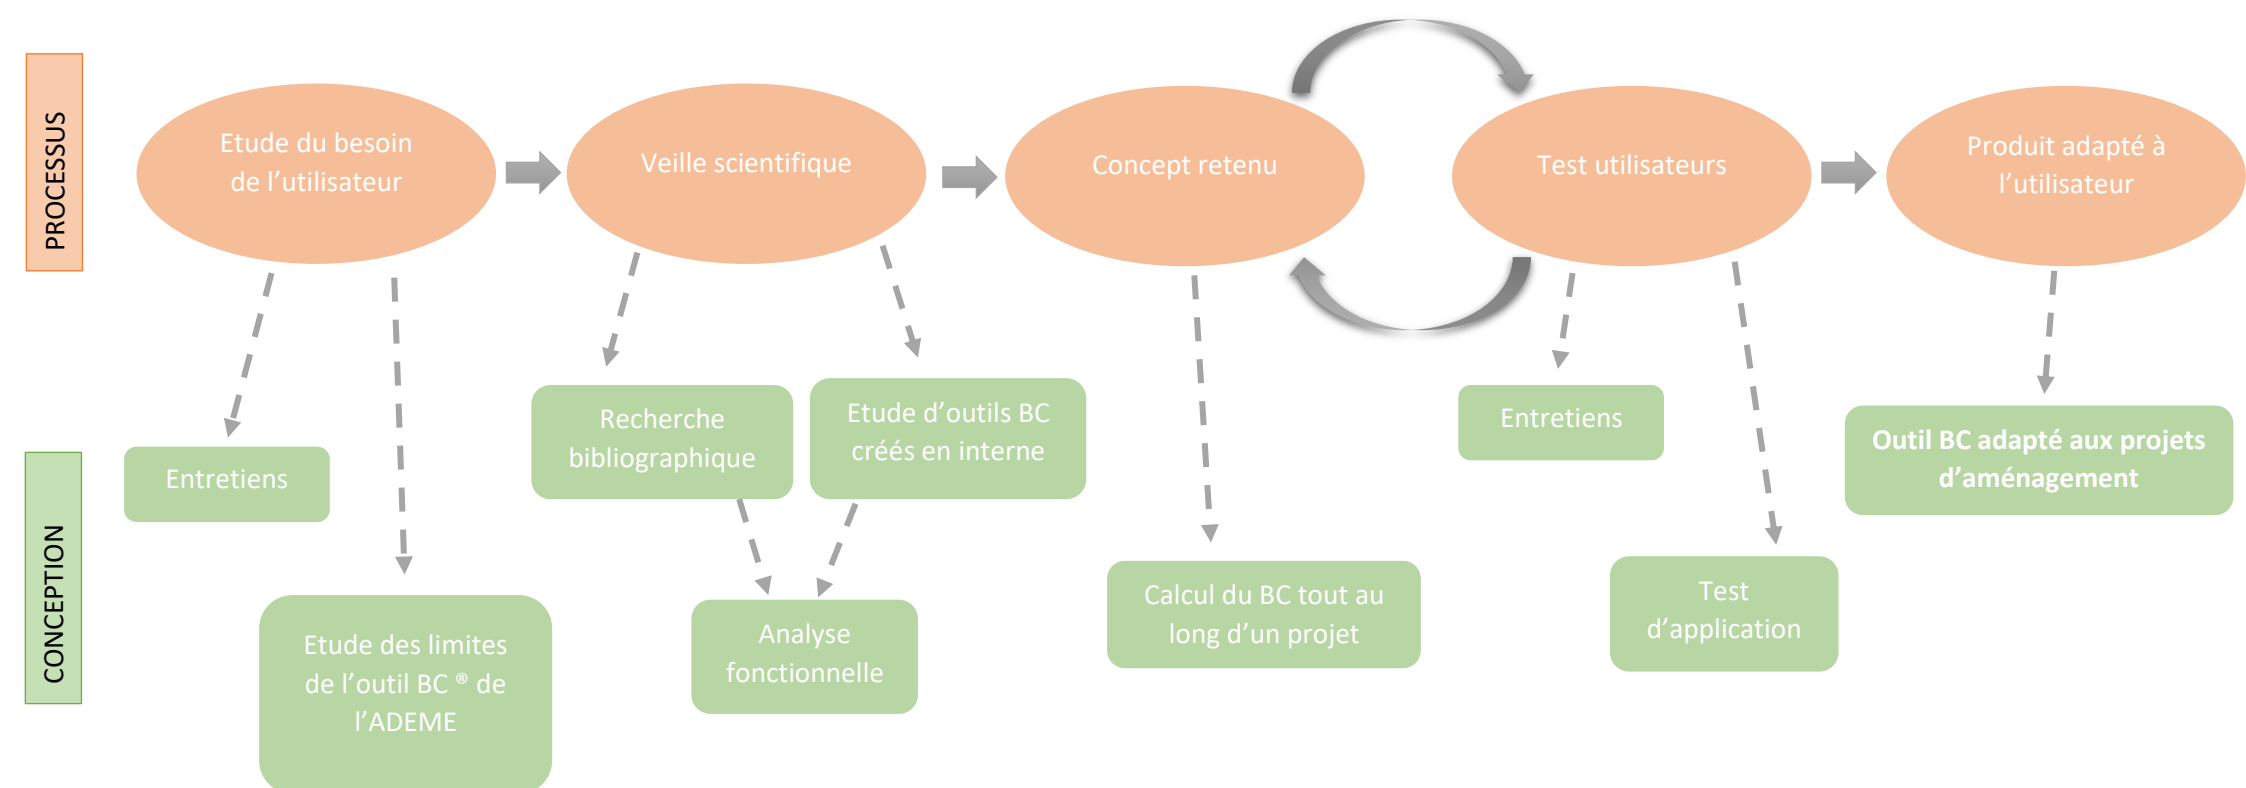 PROCESSUS
Etude du besoin
de l’utilisateur
Veille scientifique
Concept retenu
Test utilisateurs
Produit adapté à
l’utilisateur
CONCEPTION
Entretiens
Etude des limites
de l’outil BC ® de
l’ADEME
Recherche
bibliographique
Etude d’outils BC
créés en interne
Analyse
fonctionnelle
Calcul du BC tout au
long d’un projet
Entretiens
Test
d’application
Outil BC adapté aux projets
d’aménagement